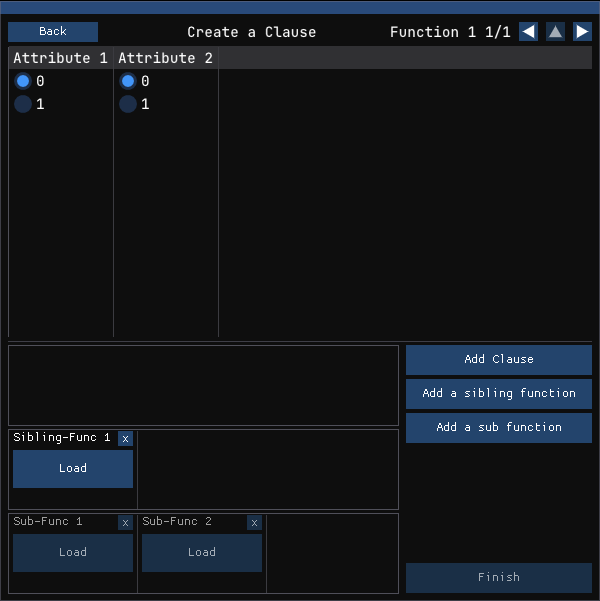 Back Create a Clause Function 1 1/1
Attribute 1 Attribute 2
0 0
1 1
Add Clause
Add a sibling function
Add a sub function
Sibling-Func 1 x
Load
Sub-Func 1 x Sub-Func 2 x
Load Load
Finish